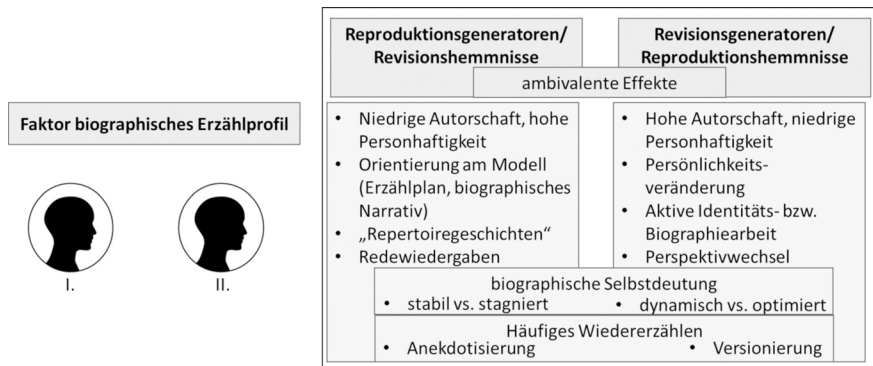 Faktor biographisches Erzählprofil
I.
II.
Reproduktionsgeneratoren/
Revisionshemmnisse
Revisionsgeneratoren/
Reproduktionshemmnisse
ambivalente Effekte
• Niedrige Autorschaft, hohe
Personhaftigkeit
• Orientierung am Modell
(Erzählplan, biographisches
Narrativ)
• „Repertoiregeschichten“
• Redewiedergaben
• Hohe Autorschaft, niedrige
Personhaftigkeit
• Persönlichkeits-
veränderung
• Aktive Identitäts- bzw.
Biographiearbeit
• Perspektivwechsel
biographische Selbstdeutung
• stabil vs. stagniert
• dynamisch vs. optimiert
Häufiges Wiedererzählen
• Anekdotisierung
• Versionierung